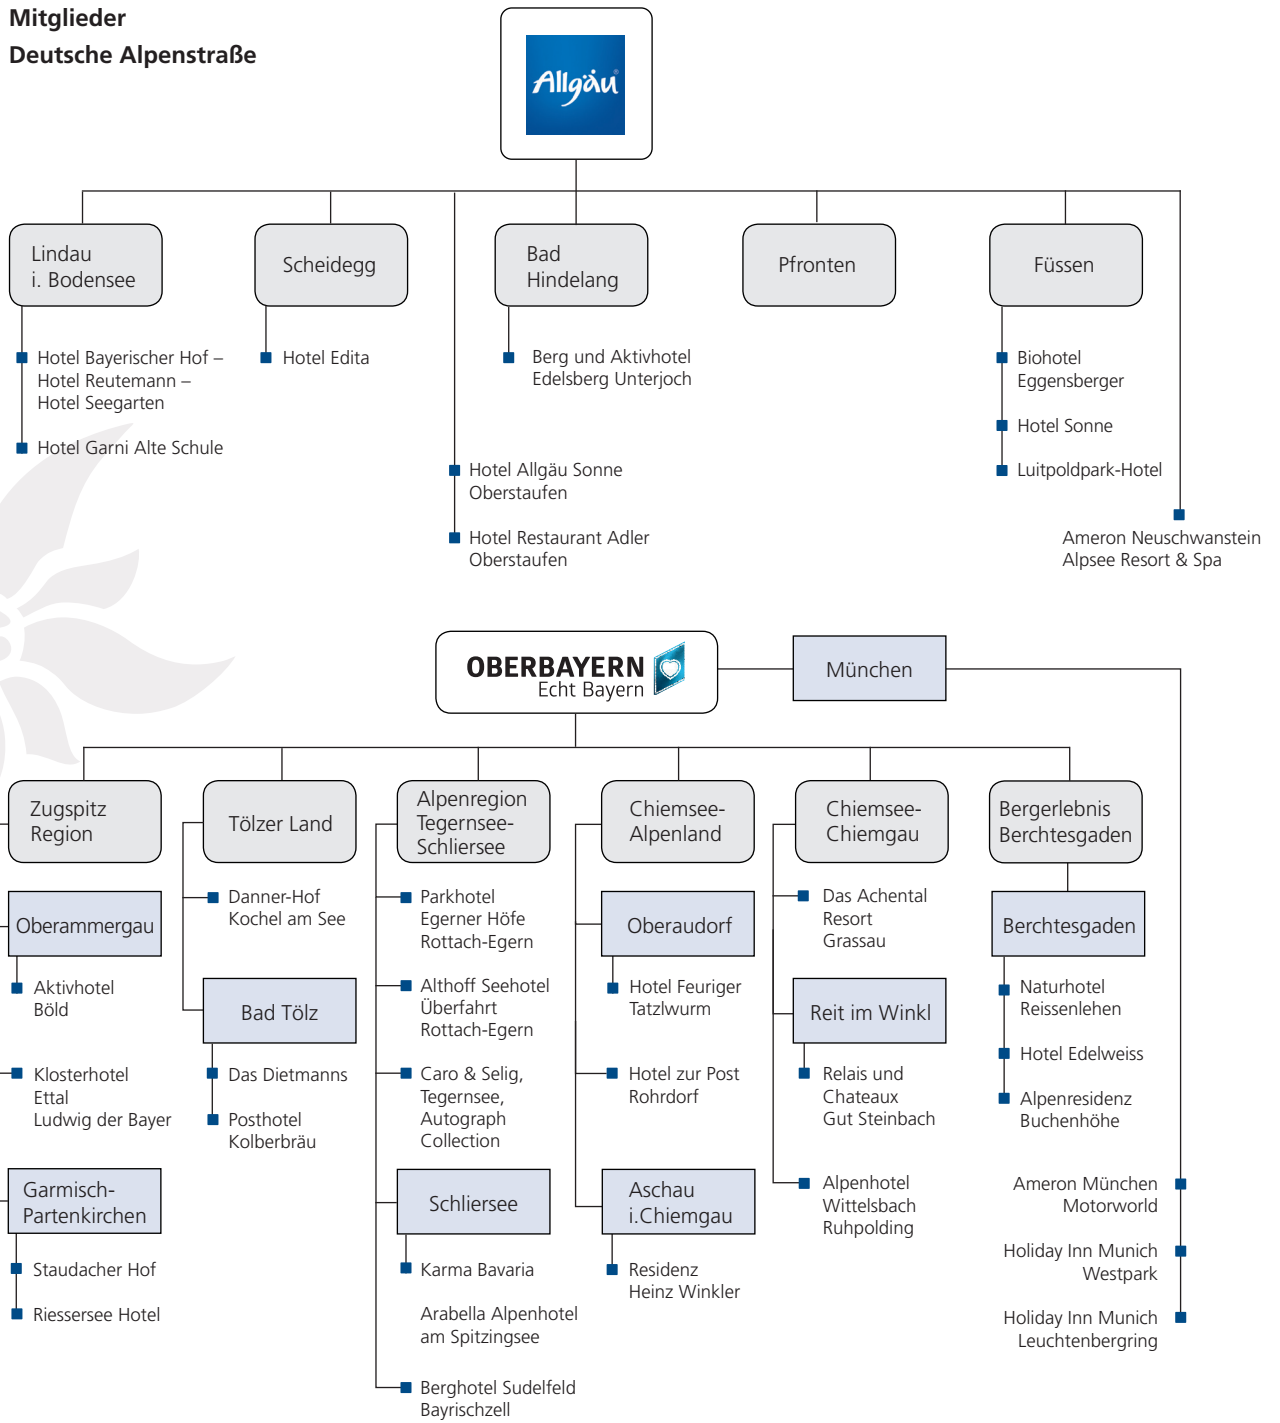 Mitglieder
Deutsche Alpenstraße
Allgäu
Lindau
i. Bodensee
Scheidegg
Bad
Hindelang
Pfronten
Füssen
Hotel Bayerischer Hof –
Hotel Reutemann –
Hotel Seegarten
Hotel Garni Alte Schule
Hotel Edita
Hotel Allgäu Sonne
Oberstaufen
Hotel Restaurant Adler
Oberstaufen
Berg und Aktivhotel
Edelsberg Unterjoch
Biohotel
Eggensberger
Hotel Sonne
Luitpoldpark-Hotel
Ameron Neuschwanstein
Alpsee Resort & Spa
OBERBAYERN
Echt Bayern
München
Zugspitz
Region
Oberammergau
Aktivhotel
Böld
Klosterhotel
Ettal
Ludwig der Bayer
Garmisch-
Partenkirchen
Staudacher Hof
Riessersee Hotel
Tölzer Land
Danner-Hof
Kochel am See
Bad Tölz
Das Dietmanns
Posthotel
Kolberbräu
Alpenregion
Tegernsee-
Schliersee
Parkhotel
Egerner Höfe
Rottach-Egern
Althoff Seehotel
Überfahrt
Rottach-Egern
Caro & Selig,
Tegernsee,
Autograph
Collection
Schliersee
Karma Bavaria
Arabella Alpenhotel
am Spitzingsee
Berghotel Sudelfeld
Bayrischzell
Chiemsee-
Alpenland
Oberaudorf
Hotel Feuriger
Tatzlwurm
Hotel zur Post
Rohrdorf
Aschau
i.Chiemgau
Residenz
Heinz Winkler
Chiemsee-
Chiemgau
Das Achental
Resort
Grassau
Reit im Winkl
Relais und
Chateaux
Gut Steinbach
Alpenhotel
Wittelsbach
Ruhpolding
Bergerlebnis
Berchtesgaden
Berchtesgaden
Naturhotel
Reissenlehen
Hotel Edelweiss
Alpenresidenz
Buchenhöhe
Ameron München
Motorworld
Holiday Inn Munich
Westpark
Holiday Inn Munich
Leuchtenbergring